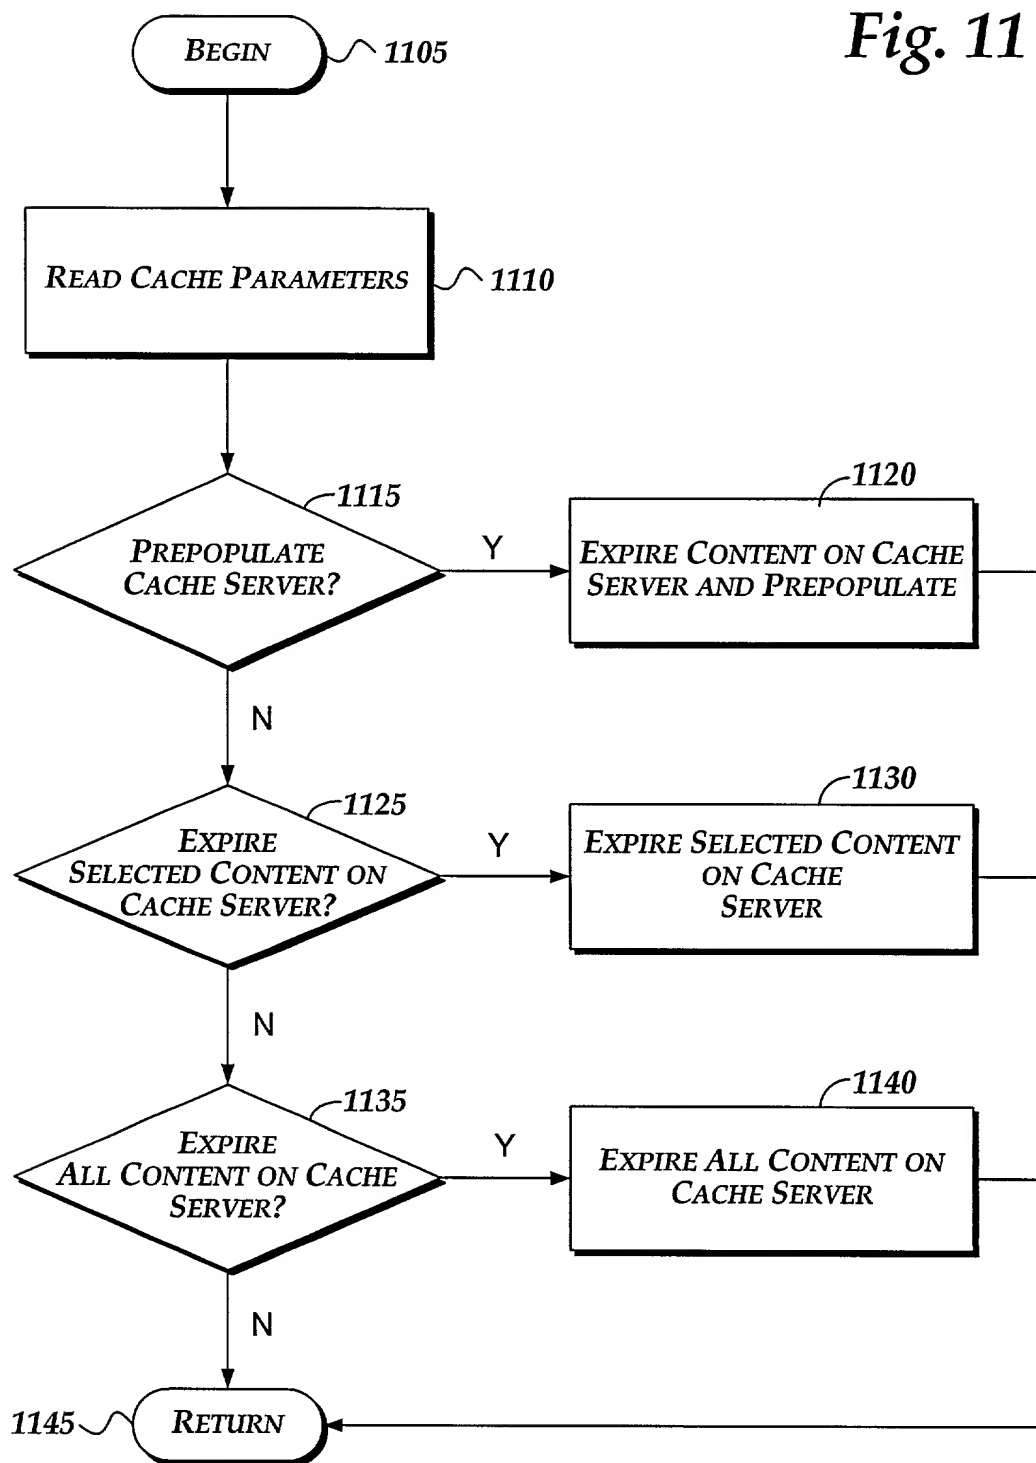 Fig. 11
BEGIN
1105
READ CACHE PARAMETERS
1110
1115
PREPOPULATE
CACHE SERVER?
Y
1120
EXPIRE CONTENT ON CACHE
SERVER AND PREPOPULATE
N
1125
EXPIRE
SELECTED CONTENT ON
CACHE SERVER?
Y
1130
EXPIRE SELECTED CONTENT
ON CACHE
SERVER
N
1135
EXPIRE
ALL CONTENT ON CACHE
SERVER?
Y
1140
EXPIRE ALL CONTENT ON
CACHE SERVER
N
1145
RETURN